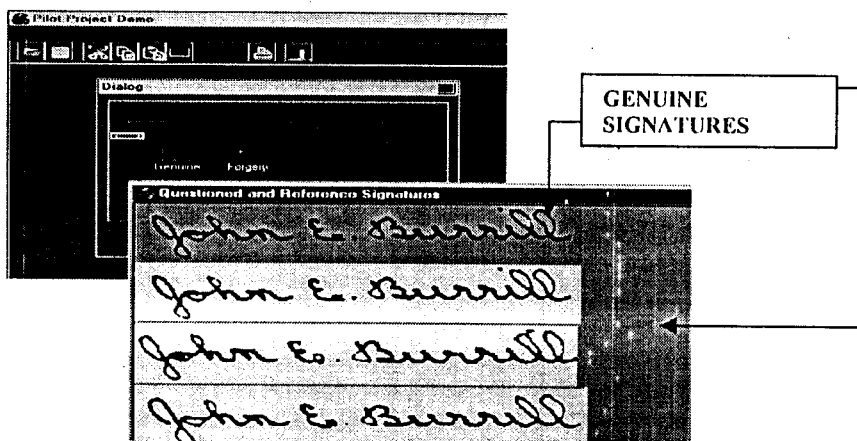 Pilot Project Demo
Dialog
Genuine Forgery
GENUINE
SIGNATURES
Questioned and Reference Signatures
John E. Burrill
John E. Burrill
John E. Burrill
John E. Burrill